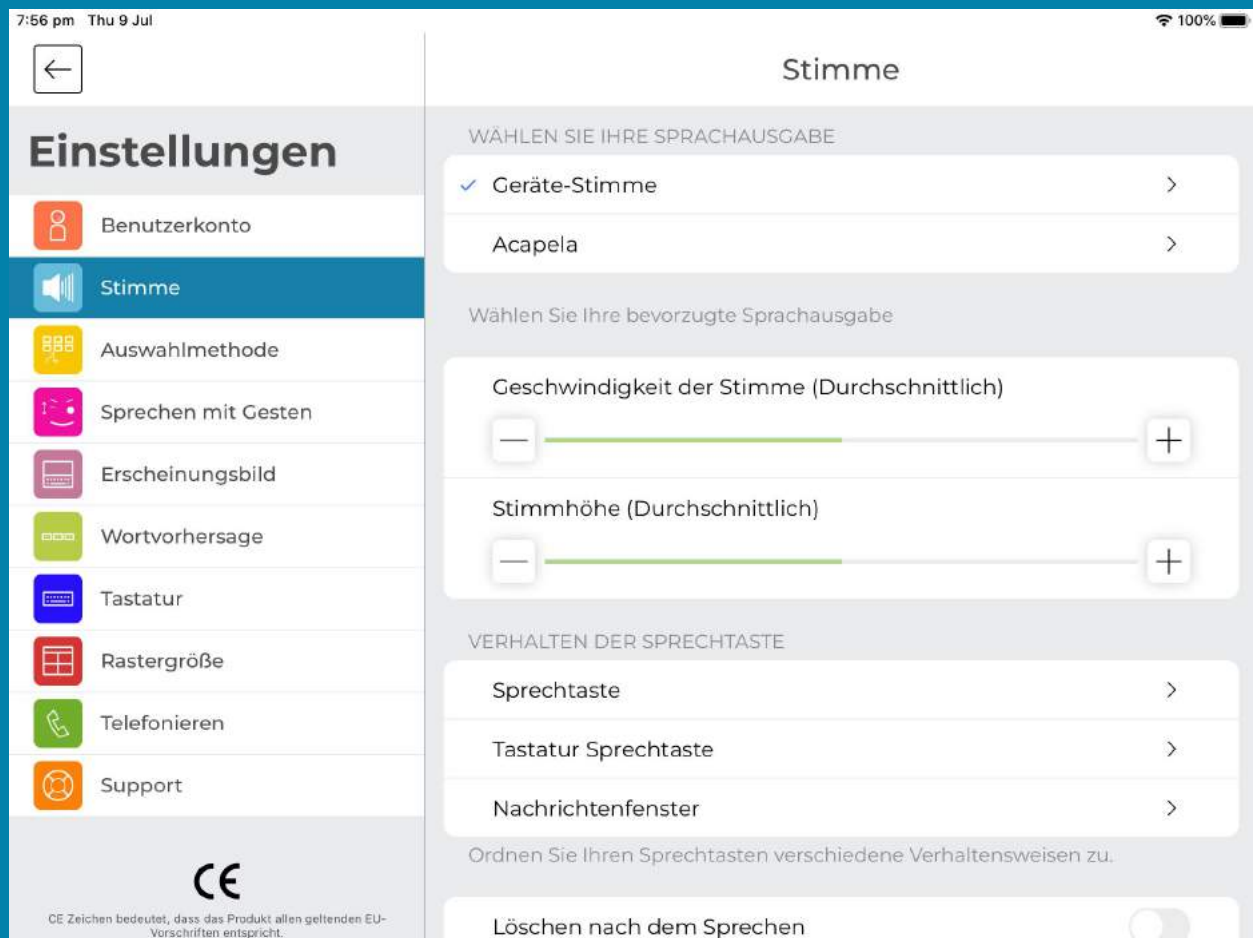 7:56 pm Thu 9 Jul
100%
Einstellungen
Benutzerkonto
Stimme
Auswahlmethode
Sprechen mit Gesten
Erscheinungsbild
Wortvorhersage
Tastatur
Rastergröße
Telefonieren
Support
CE
CE Zeichen bedeutet, dass das Produkt allen geltenden EU-
Vorschriften entspricht.
Stimme
WÄHLEN SIE IHRE SPRACHAUSGABE
Geräte-Stimme
Acapela
Wählen Sie Ihre bevorzugte Sprachausgabe
Geschwindigkeit der Stimme (Durchschnittlich)
Stimmhöhe (Durchschnittlich)
VERHALTEN DER SPRECHTASTE
Sprechtaste
Tastatur Sprechtaste
Nachrichtenfenster
Ordnen Sie Ihren Sprechtasten verschiedene Verhaltensweisen zu.
Löschen nach dem Sprechen